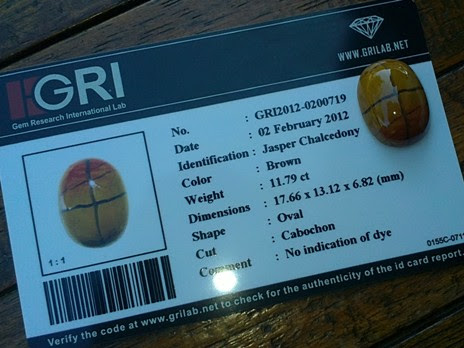 GRI
Gem Research International Lab
WWW.GRILAB.NET
No. : GRI2012-0200719
Date : 02 February 2012
Identification : Jasper Chalcedony
Color : Brown
Weight : 11.79 ct
Dimensions : 17.66 x 13.12 x 6.82 (mm)
Shape : Oval
Cut : Cabochon
Comment : No indication of dye
1:1
Verify the code at www.grilab.net to check for the authenticity of the id card report.